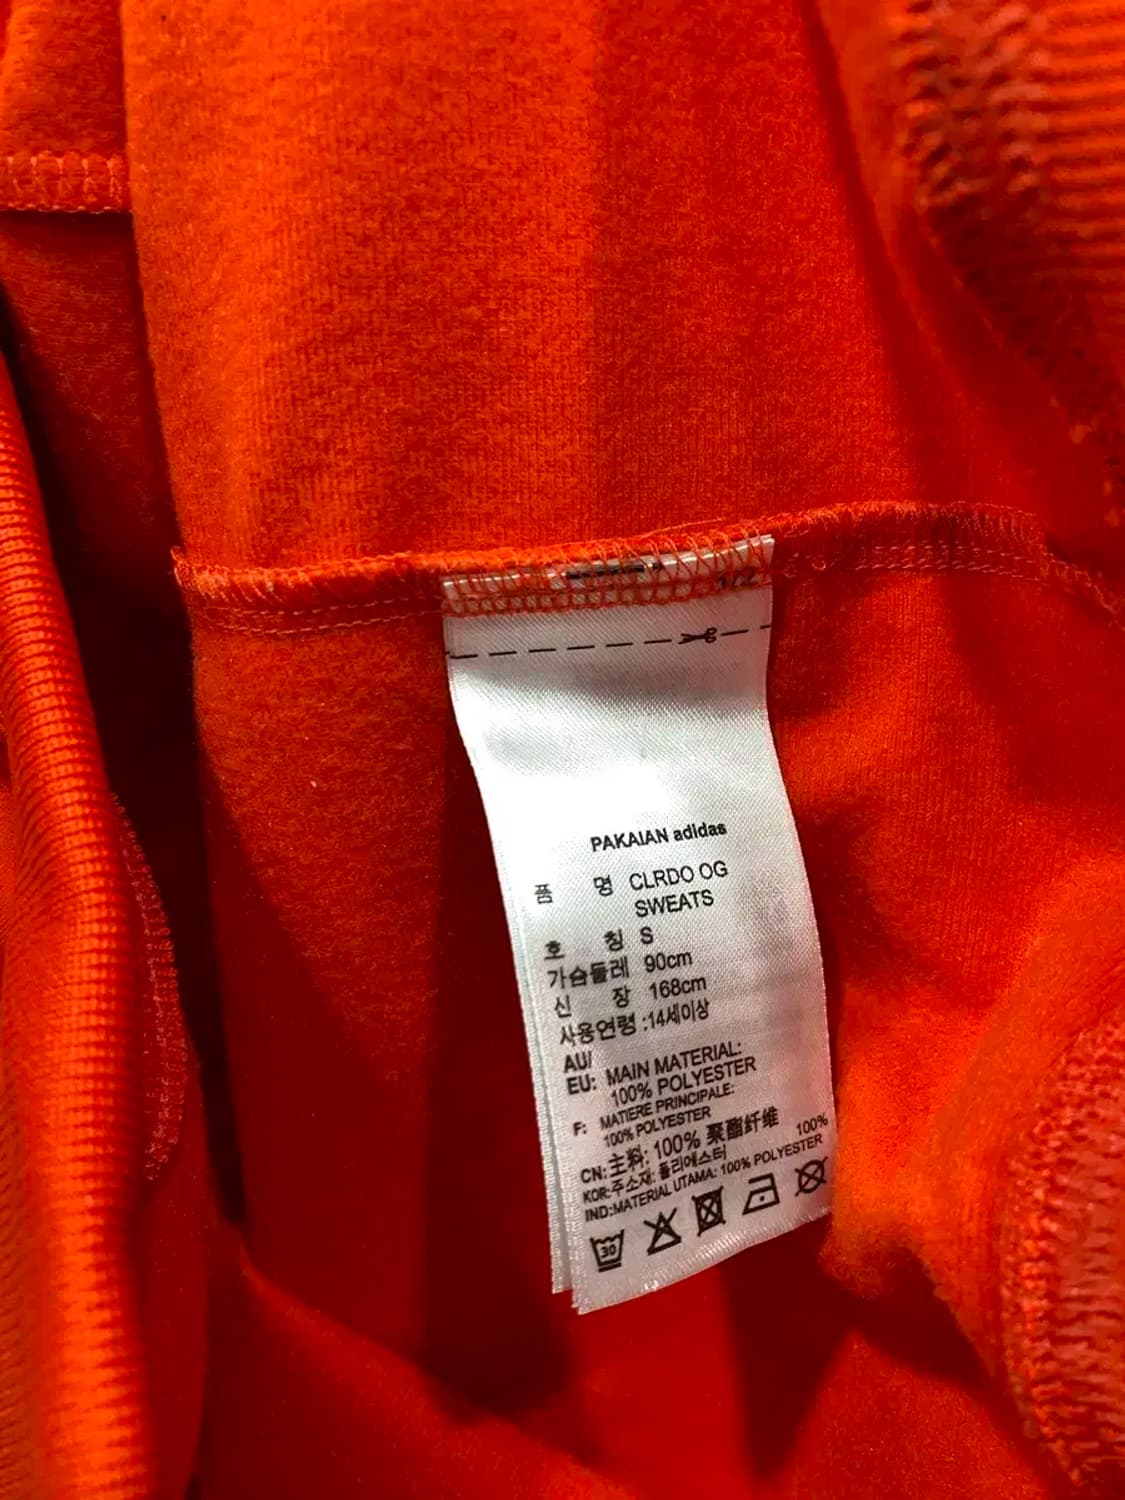 1/2
PAKAIAN adidas
품 명 CLRDO OG
SWEATS
호 칭 S
가슴둘레 90cm
신 장 168cm
사용연령 :14세이상
AU/
EU: MAIN MATERIAL:
100% POLYESTER
F: MATIERE PRINCIPALE:
100% POLYESTER
CN: 主料: 100% 聚酯纤维
KOR:주소재: 폴리에스터 100%
IND:MATERIAL UTAMA: 100% POLYESTER
30